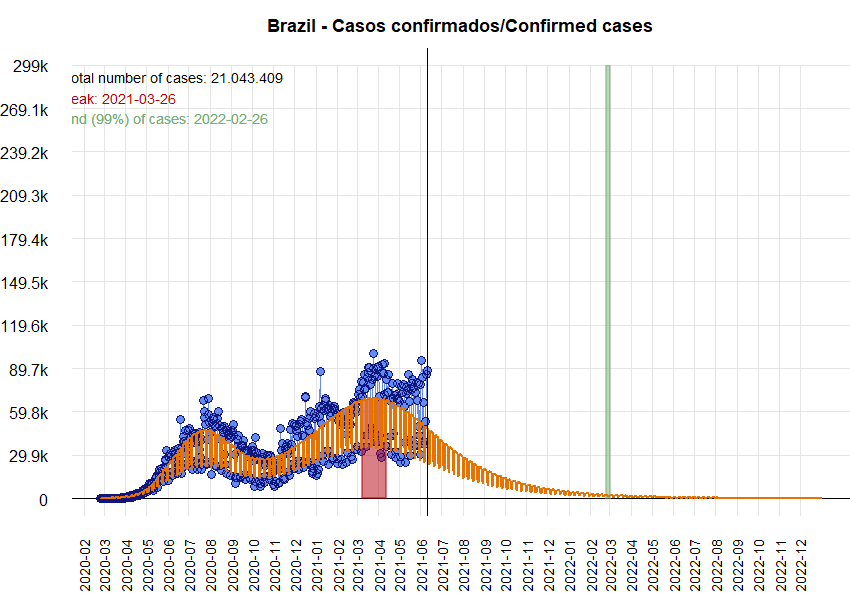 Brazil - Casos confirmados/Confirmed cases
299k
269.1k
239.2k
209.3k
179.4k
149.5k
119.6k
89.7k
59.8k
29.9k
0
otal number of cases: 21.043.409
eak: 2021-03-26
nd (99%) of cases: 2022-02-26
2020-02
2020-03
2020-04
2020-05
2020-06
2020-07
2020-08
2020-09
2020-10
2020-11
2020-12
2021-01
2021-02
2021-03
2021-04
2021-05
2021-06
2021-07
2021-08
2021-09
2021-10
2021-11
2021-12
2022-01
2022-02
2022-03
2022-04
2022-05
2022-06
2022-07
2022-08
2022-09
2022-10
2022-11
2022-12